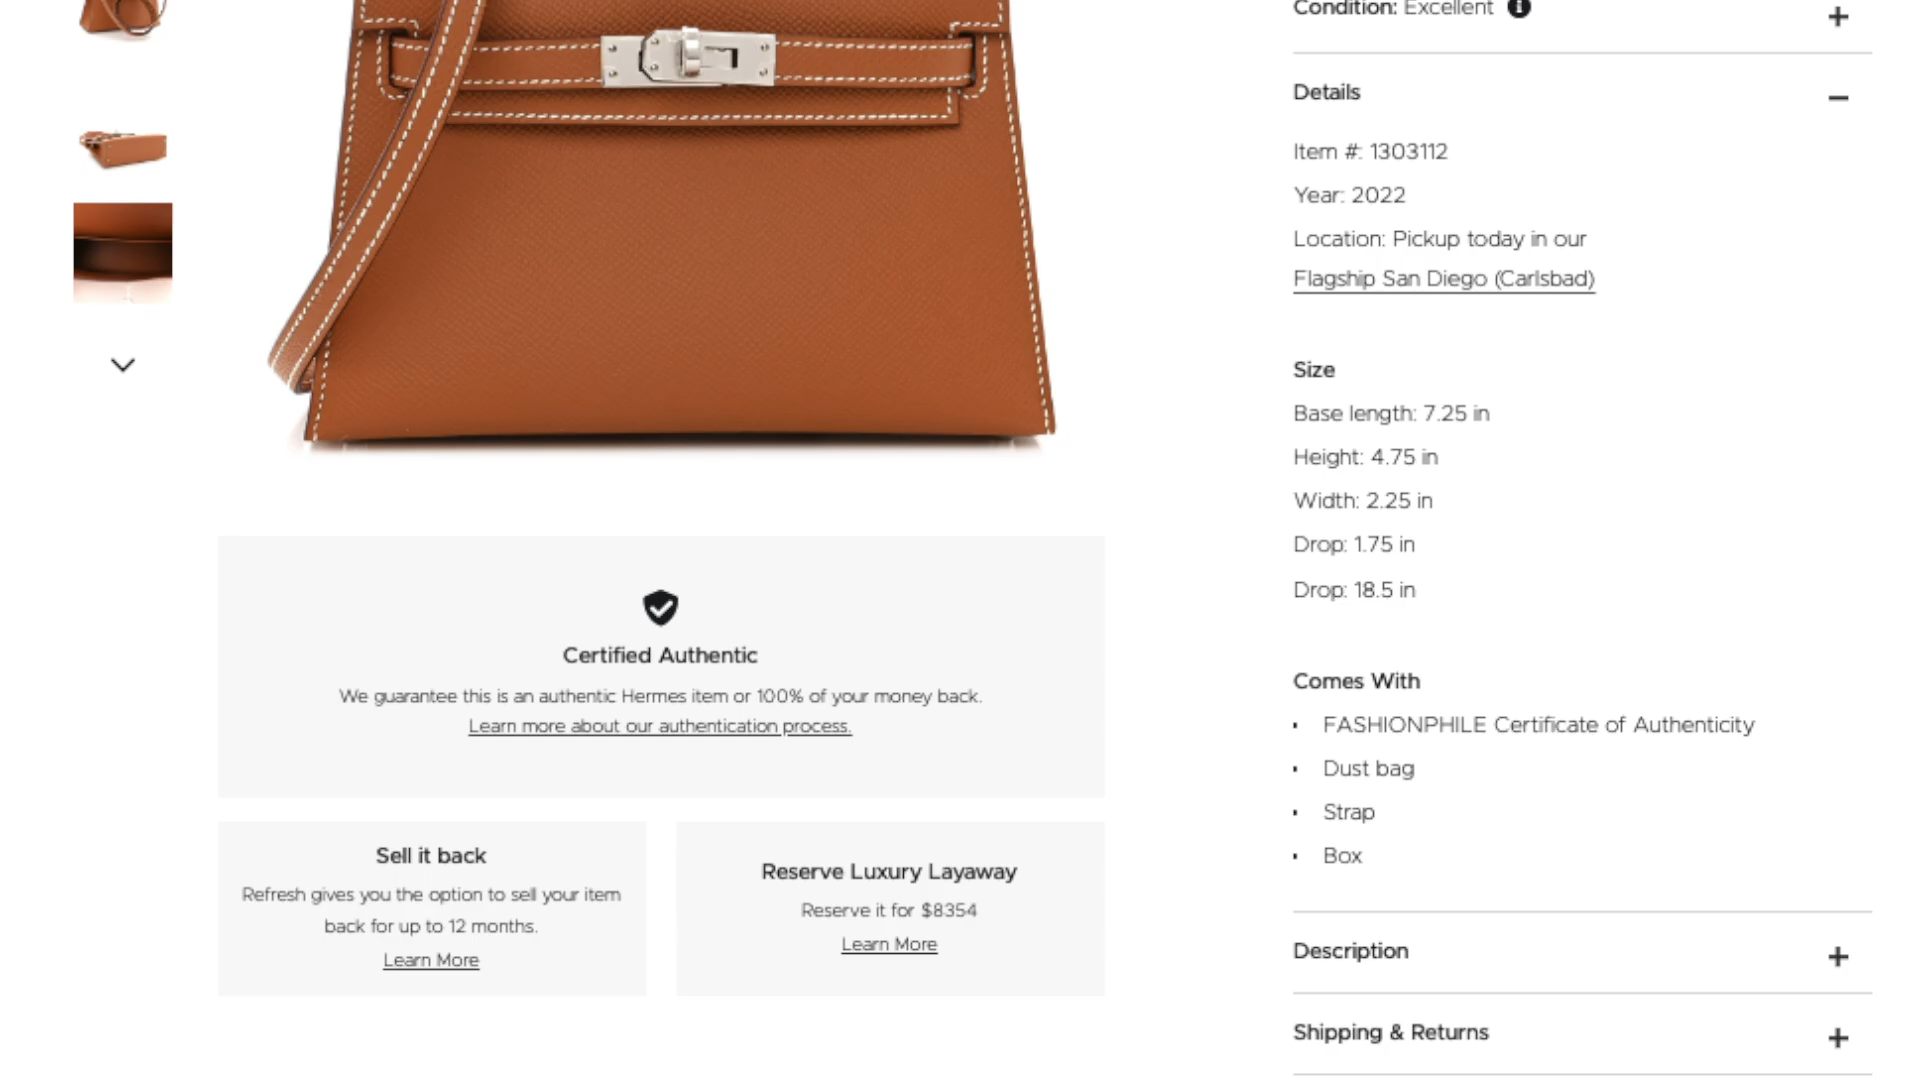 Condition: Excellent
Details
Item #: 1303112
Year: 2022
Location: Pickup today in our
Flagship San Diego (Carlsbad)
Size
Base length: 7.25 in
Height: 4.75 in
Width: 2.25 in
Drop: 1.75 in
Drop: 18.5 in
Comes With
FASHIONPHILE Certificate of Authenticity
Dust bag
Strap
Box
Description
Shipping & Returns
Certified Authentic
We guarantee this is an authentic Hermes item or 100% of your money back.
Learn more about our authentication process.
Sell it back
Refresh gives you the option to sell your item
back for up to 12 months.
Learn More
Reserve Luxury Layaway
Reserve it for $8354
Learn More